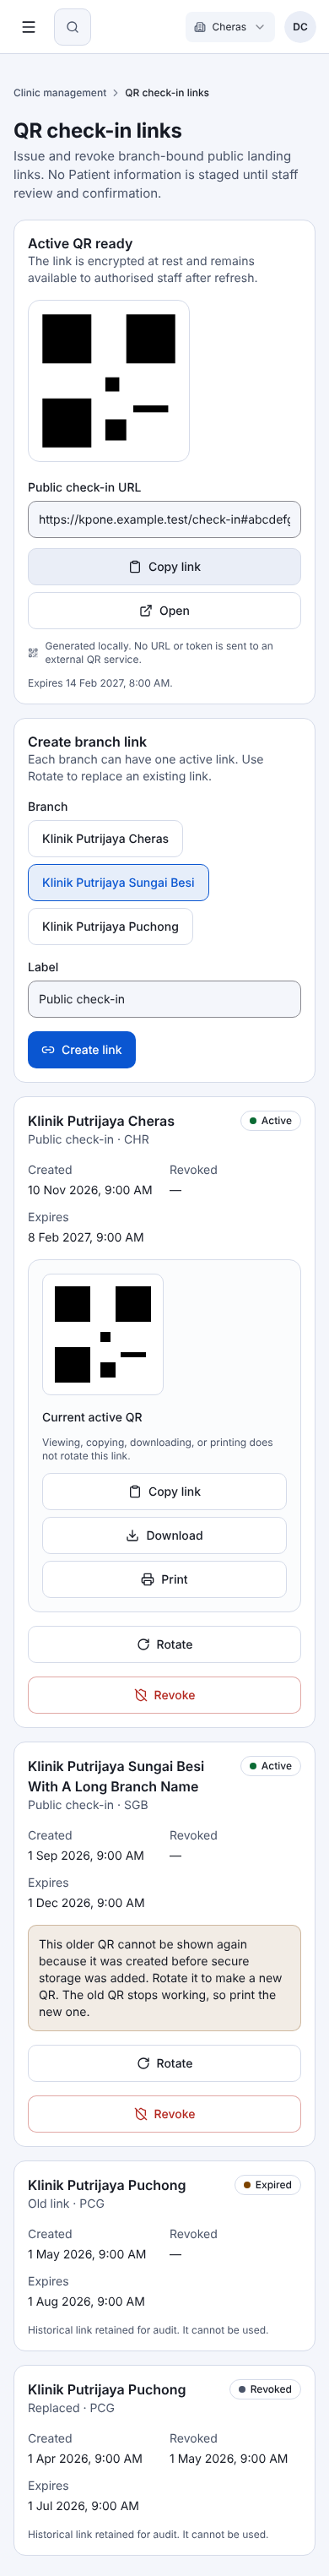 Cheras
DC
Clinic management > QR check-in links
QR check-in links
Issue and revoke branch-bound public landing
links. No Patient information is staged until staff
review and confirmation.
Active QR ready
The link is encrypted at rest and remains
available to authorised staff after refresh.
Public check-in URL
https://kpone.example.test/check-in#abcdefg
Copy link
Open
Generated locally. No URL or token is sent to an
external QR service.
Expires 14 Feb 2027, 8:00 AM.
Create branch link
Each branch can have one active link. Use
Rotate to replace an existing link.
Branch
Klinik Putrijaya Cheras
Klinik Putrijaya Sungai Besi
Klinik Putrijaya Puchong
Label
Public check-in
Create link
Klinik Putrijaya Cheras
Active
Public check-in · CHR
Created Revoked
10 Nov 2026, 9:00 AM —
Expires
8 Feb 2027, 9:00 AM
Current active QR
Viewing, copying, downloading, or printing does
not rotate this link.
Copy link
Download
Print
Rotate
Revoke
Klinik Putrijaya Sungai Besi
With A Long Branch Name
Active
Public check-in · SGB
Created Revoked
1 Sep 2026, 9:00 AM —
Expires
1 Dec 2026, 9:00 AM
This older QR cannot be shown again
because it was created before secure
storage was added. Rotate it to make a new
QR. The old QR stops working, so print the
new one.
Rotate
Revoke
Klinik Putrijaya Puchong
Expired
Old link · PCG
Created Revoked
1 May 2026, 9:00 AM —
Expires
1 Aug 2026, 9:00 AM
Historical link retained for audit. It cannot be used.
Klinik Putrijaya Puchong
Revoked
Replaced · PCG
Created Revoked
1 Apr 2026, 9:00 AM 1 May 2026, 9:00 AM
Expires
1 Jul 2026, 9:00 AM
Historical link retained for audit. It cannot be used.